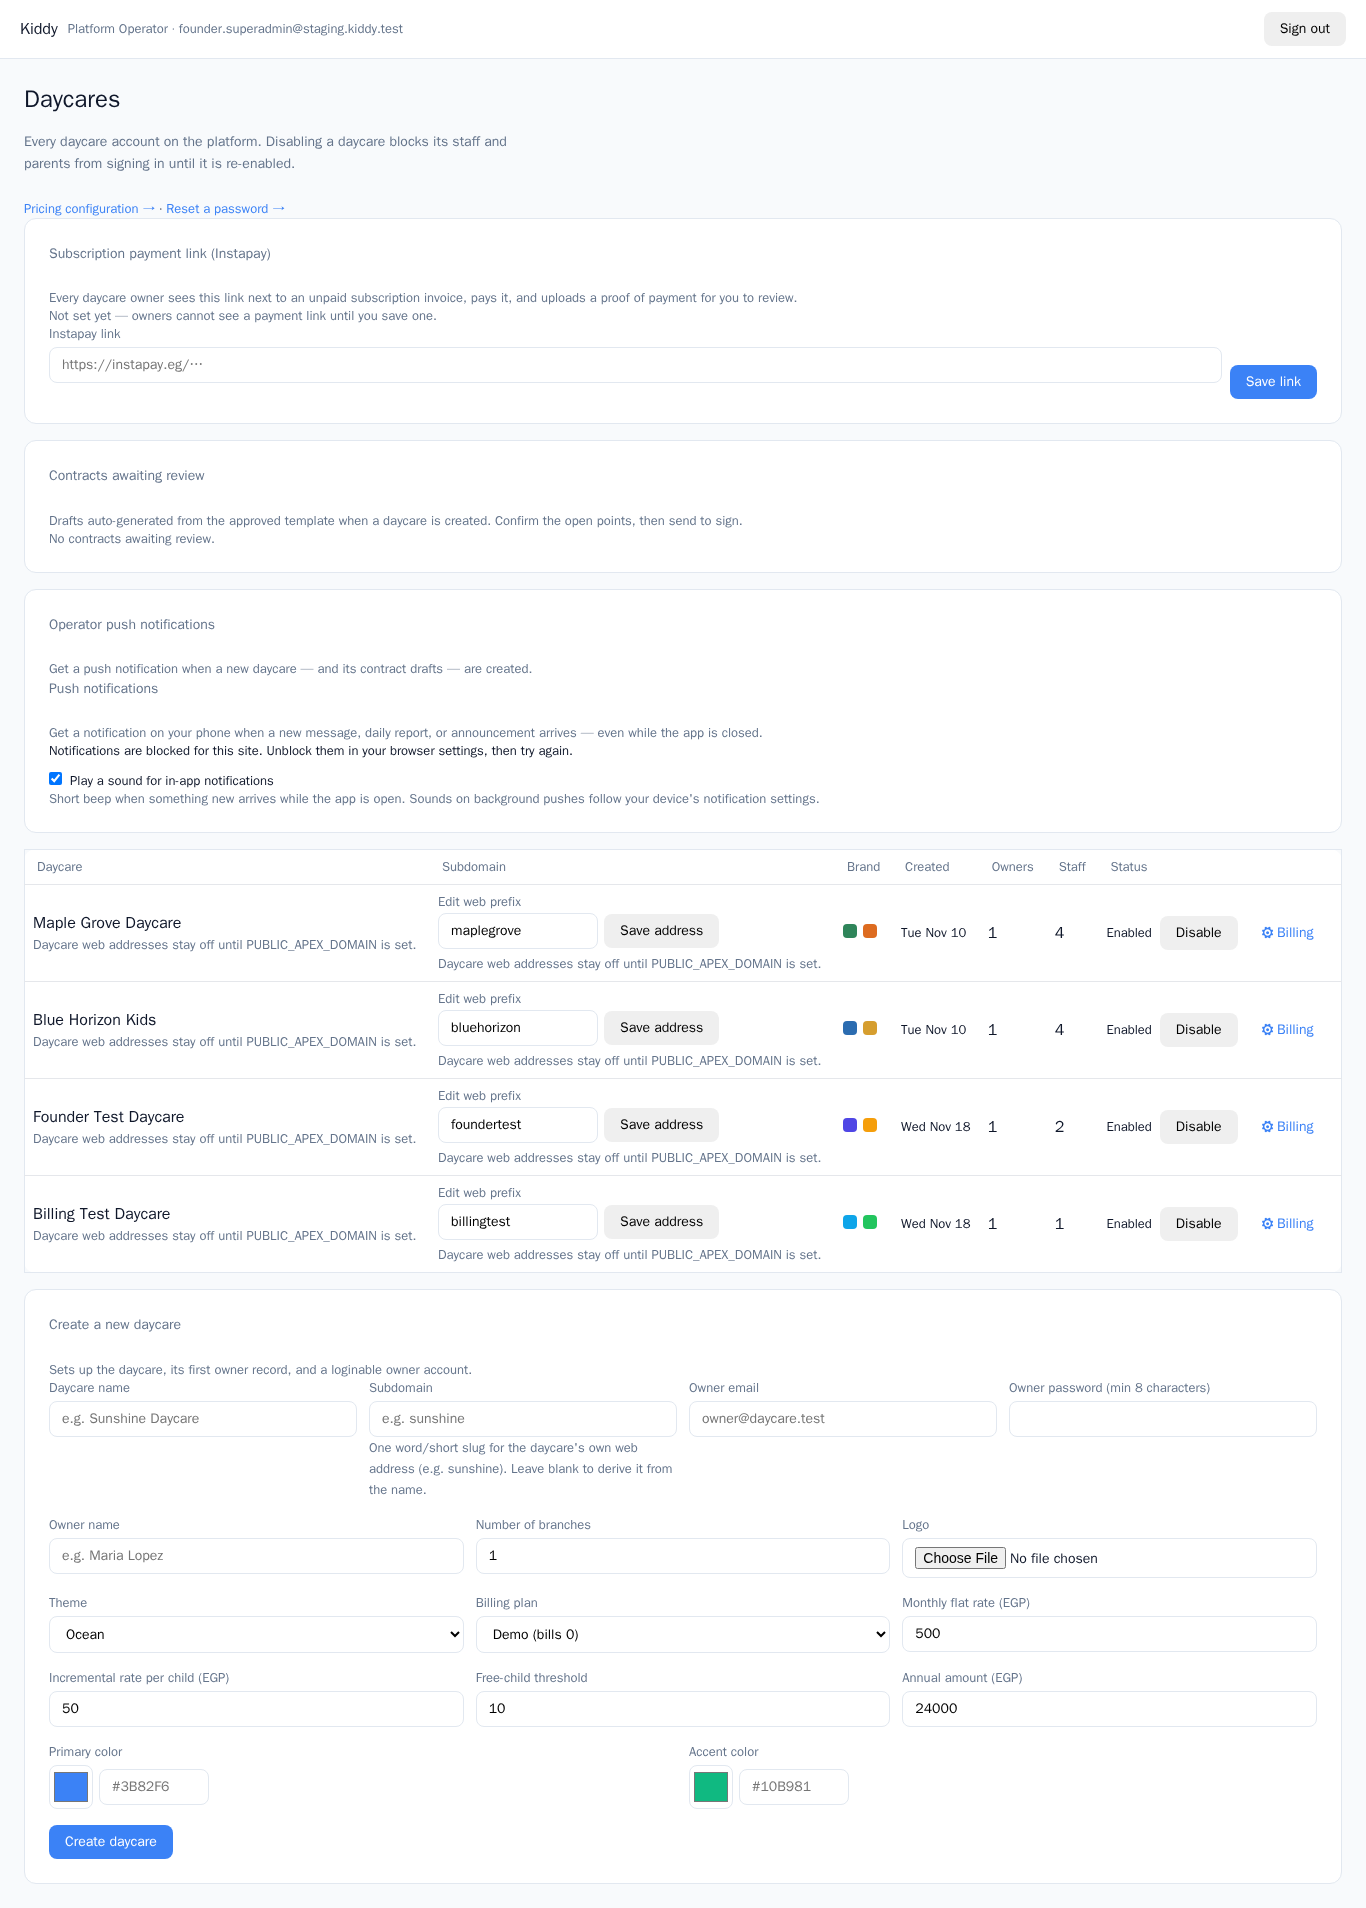 Kiddy Platform Operator · founder.superadmin@staging.kiddy.test Sign out
Daycares
Every daycare account on the platform. Disabling a daycare blocks its staff and
parents from signing in until it is re-enabled.
Pricing configuration → · Reset a password →
Subscription payment link (Instapay)
Every daycare owner sees this link next to an unpaid subscription invoice, pays it, and uploads a proof of payment for you to review.
Not set yet — owners cannot see a payment link until you save one.
Instapay link
https://instapay.eg/···
Save link
Contracts awaiting review
Drafts auto-generated from the approved template when a daycare is created. Confirm the open points, then send to sign.
No contracts awaiting review.
Operator push notifications
Get a push notification when a new daycare — and its contract drafts — are created.
Push notifications
Get a notification on your phone when a new message, daily report, or announcement arrives — even while the app is closed.
Notifications are blocked for this site. Unblock them in your browser settings, then try again.
Play a sound for in-app notifications
Short beep when something new arrives while the app is open. Sounds on background pushes follow your device's notification settings.
Daycare Subdomain Brand Created Owners Staff Status
Edit web prefix
Maple Grove Daycare maplegrove Save address Tue Nov 10 1 4 Enabled Disable ⚙ Billing
Daycare web addresses stay off until PUBLIC_APEX_DOMAIN is set.
Daycare web addresses stay off until PUBLIC_APEX_DOMAIN is set.
Edit web prefix
Blue Horizon Kids bluehorizon Save address Tue Nov 10 1 4 Enabled Disable ⚙ Billing
Daycare web addresses stay off until PUBLIC_APEX_DOMAIN is set.
Daycare web addresses stay off until PUBLIC_APEX_DOMAIN is set.
Edit web prefix
Founder Test Daycare foundertest Save address Wed Nov 18 1 2 Enabled Disable ⚙ Billing
Daycare web addresses stay off until PUBLIC_APEX_DOMAIN is set.
Daycare web addresses stay off until PUBLIC_APEX_DOMAIN is set.
Edit web prefix
Billing Test Daycare billingtest Save address Wed Nov 18 1 1 Enabled Disable ⚙ Billing
Daycare web addresses stay off until PUBLIC_APEX_DOMAIN is set.
Daycare web addresses stay off until PUBLIC_APEX_DOMAIN is set.
Create a new daycare
Sets up the daycare, its first owner record, and a loginable owner account.
Daycare name Subdomain Owner email Owner password (min 8 characters)
e.g. Sunshine Daycare e.g. sunshine owner@daycare.test
One word/short slug for the daycare's own web
address (e.g. sunshine). Leave blank to derive it from
the name.
Owner name Number of branches Logo
e.g. Maria Lopez 1 Choose File No file chosen
Theme Billing plan Monthly flat rate (EGP)
Ocean Demo (bills 0) 500
Incremental rate per child (EGP) Free-child threshold Annual amount (EGP)
50 10 24000
Primary color Accent color
#3B82F6 #10B981
Create daycare